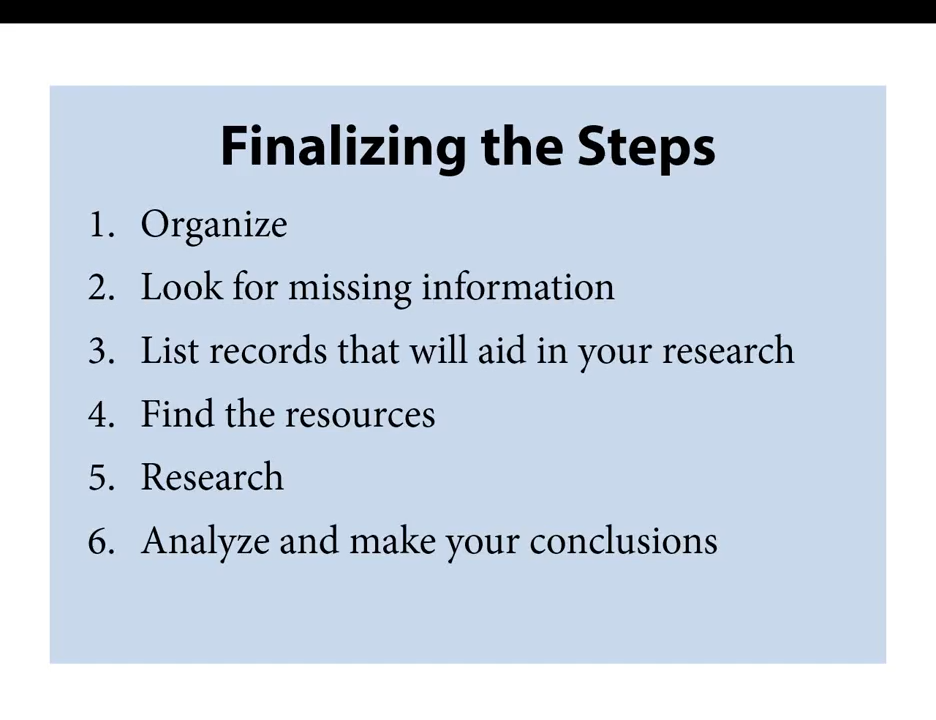 Finalizing the Steps
1. Organize
2. Look for missing information
3. List records that will aid in your research
4. Find the resources
5. Research
6. Analyze and make your conclusions